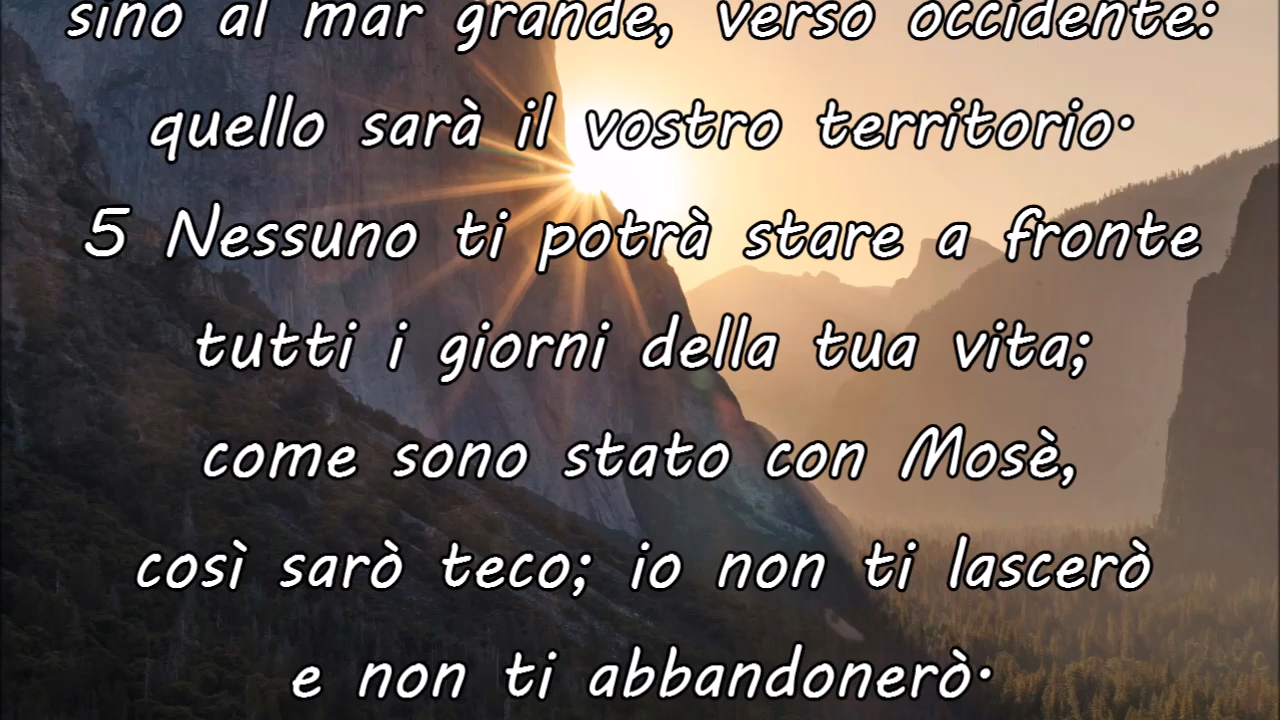 sino al mar grande, verso occidente:
quello sarà il vostro territorio·
5 Nessuno ti potrà stare a fronte
tutti i giorni della tua vita;
come sono stato con Mosè,
così sarò teco; io non ti lascerò
e non ti abbandonerò·